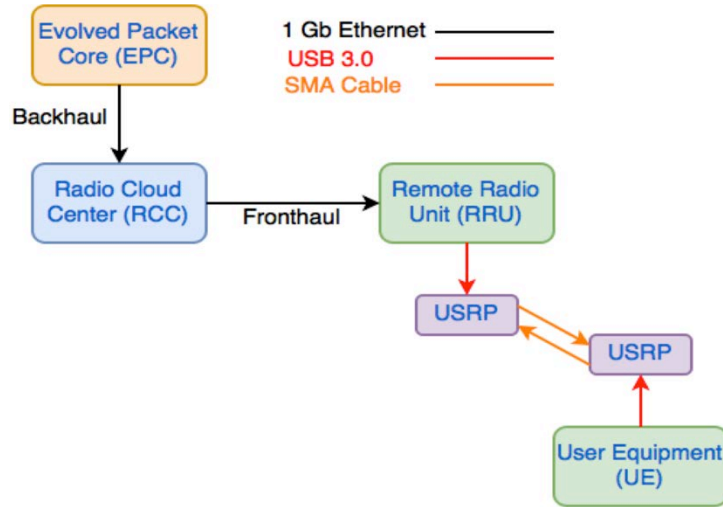 Evolved Packet
Core (EPC)
1 Gb Ethernet
USB 3.0
SMA Cable
Backhaul
Radio Cloud
Center (RCC)
Fronthaul
Remote Radio
Unit (RRU)
USRP
USRP
User Equipment
(UE)